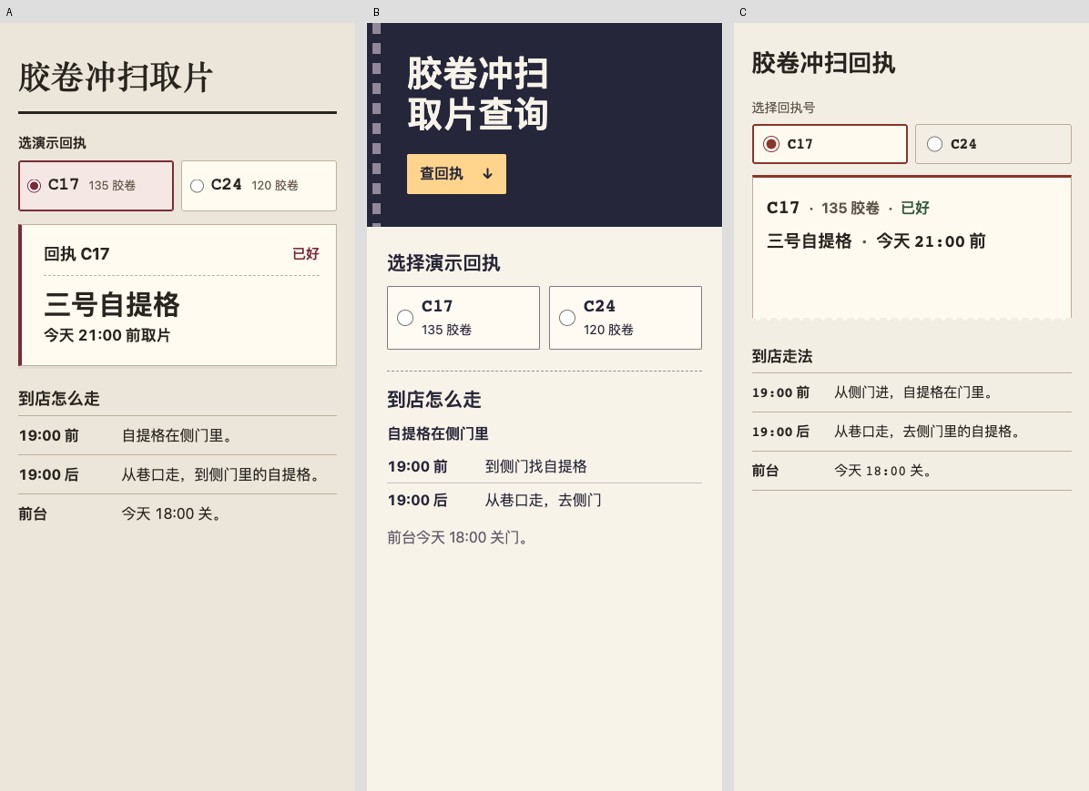 A
胶卷冲扫取片
选演示回执
C17 135 胶卷
C24 120 胶卷
回执 C17
已好
三号自提格
今天 21:00 前取片
到店怎么走
19:00 前 自提格在侧门里。
19:00 后 从巷口走，到侧门里的自提格。
前台 今天 18:00 关。
B
胶卷冲扫
取片查询
查回执 ↓
选择演示回执
C17
135 胶卷
C24
120 胶卷
到店怎么走
自提格在侧门里
19:00 前 到侧门找自提格
19:00 后 从巷口走，去侧门
前台今天 18:00 关门。
C
胶卷冲扫回执
选择回执号
C17
C24
C17 · 135 胶卷 · 已好
三号自提格 · 今天 21:00 前
到店走法
19:00 前 从侧门进，自提格在门里。
19:00 后 从巷口走，去侧门里的自提格。
前台 今天 18:00 关。